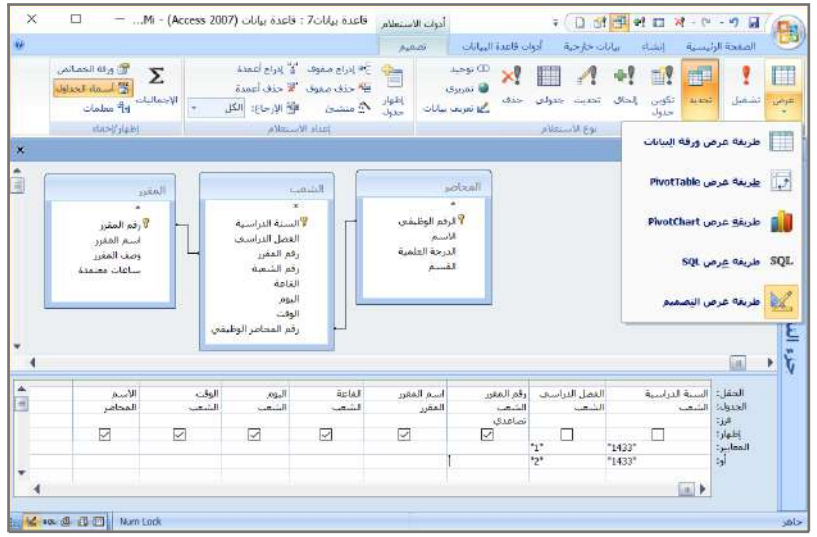 قاعدة بيانات7 : قاعدة بيانات (Access 2007) - Mi...
أدوات الاستعلام
الصفحة الرئيسية إنشاء بيانات خارجية أدوات قاعدة البيانات تصميم
عرض تشغيل تحديد تكوين جدول إلحاق تحديث جدولي حذف
توحيد
تمريري
تعريف بيانات
إظهار جدول
إدراج صفوف إدراج أعمدة
حذف صفوف حذف أعمدة
منشئ الإرجاع: الكل
Σ الإجماليات
ورقة الخصائص
أسماء الجداول
معلمات
نوع الاستعلام إعداد الاستعلام إظهار/إخفاء
طريقة عرض ورقة البيانات
طريقة عرض PivotTable
طريقة عرض PivotChart
SQL طريقة عرض SQL
طريقة عرض التصميم
المحاضر
الرقم الوظيفي
الاسم
الدرجة العلمية
القسم
الشعب
*
السنة الدراسية
الفصل الدراسي
رقم المقرر
رقم الشعبة
القاعة
اليوم
الوقت
رقم المحاضر الوظيفي
المقرر
*
رقم المقرر
اسم المقرر
وصف المقرر
ساعات معتمدة
الحقل: السنة الدراسية الفصل الدراسي رقم المقرر اسم المقرر القاعة اليوم الوقت الاسم
الجدول: الشعب الشعب الشعب المقرر الشعب الشعب الشعب المحاضر
فرز: تصاعدي
إظهار:
المعايير: "1433" "1"
أو: "1433" "2"
جاهز Num Lock SQL